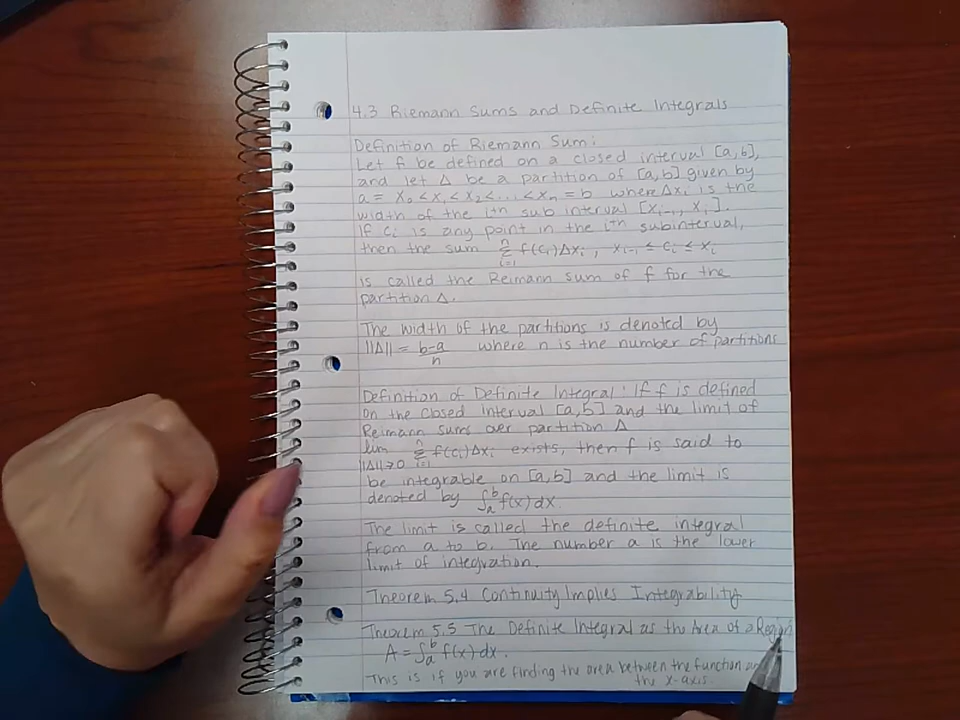 4.3 Riemann Sums and Definite Integrals
Definition of Riemann Sum:
Let f be defined on a closed interval [a,b],
and let Δ be a partition of [a,b] given by
a = x₀ < x₁ < x₂ < ... < xₙ = b where Δxᵢ is the
width of the ith sub interval [xᵢ₋₁, xᵢ].
If cᵢ is any point in the iᵗʰ subinterval,
then the sum ∑ᵢ₌₁ⁿ f(cᵢ)Δxᵢ, xᵢ₋₁ ≤ cᵢ ≤ xᵢ
is called the Reimann sum of f for the
partition Δ.
The width of the partitions is denoted by
||Δ|| = (b-a)/n where n is the number of partitions
Definition of Definite Integral: If f is defined
on the closed interval [a,b] and the limit of
Reimann sums over partition Δ
lim ||Δ||→0 ∑ᵢ₌₁ⁿ f(cᵢ)Δxᵢ exists, then f is said to
be integrable on [a,b] and the limit is
denoted by ∫ₐᵇ f(x)dx.
The limit is called the definite integral
from a to b. The number a is the lower
limit of integration.
Theorem 5.4 Continuity Implies Integrability
Theorem 5.5 The Definite Integral as the Area of a Region
A = ∫ₐᵇ f(x)dx.
This is if you are finding the area between the function
the x-axis.